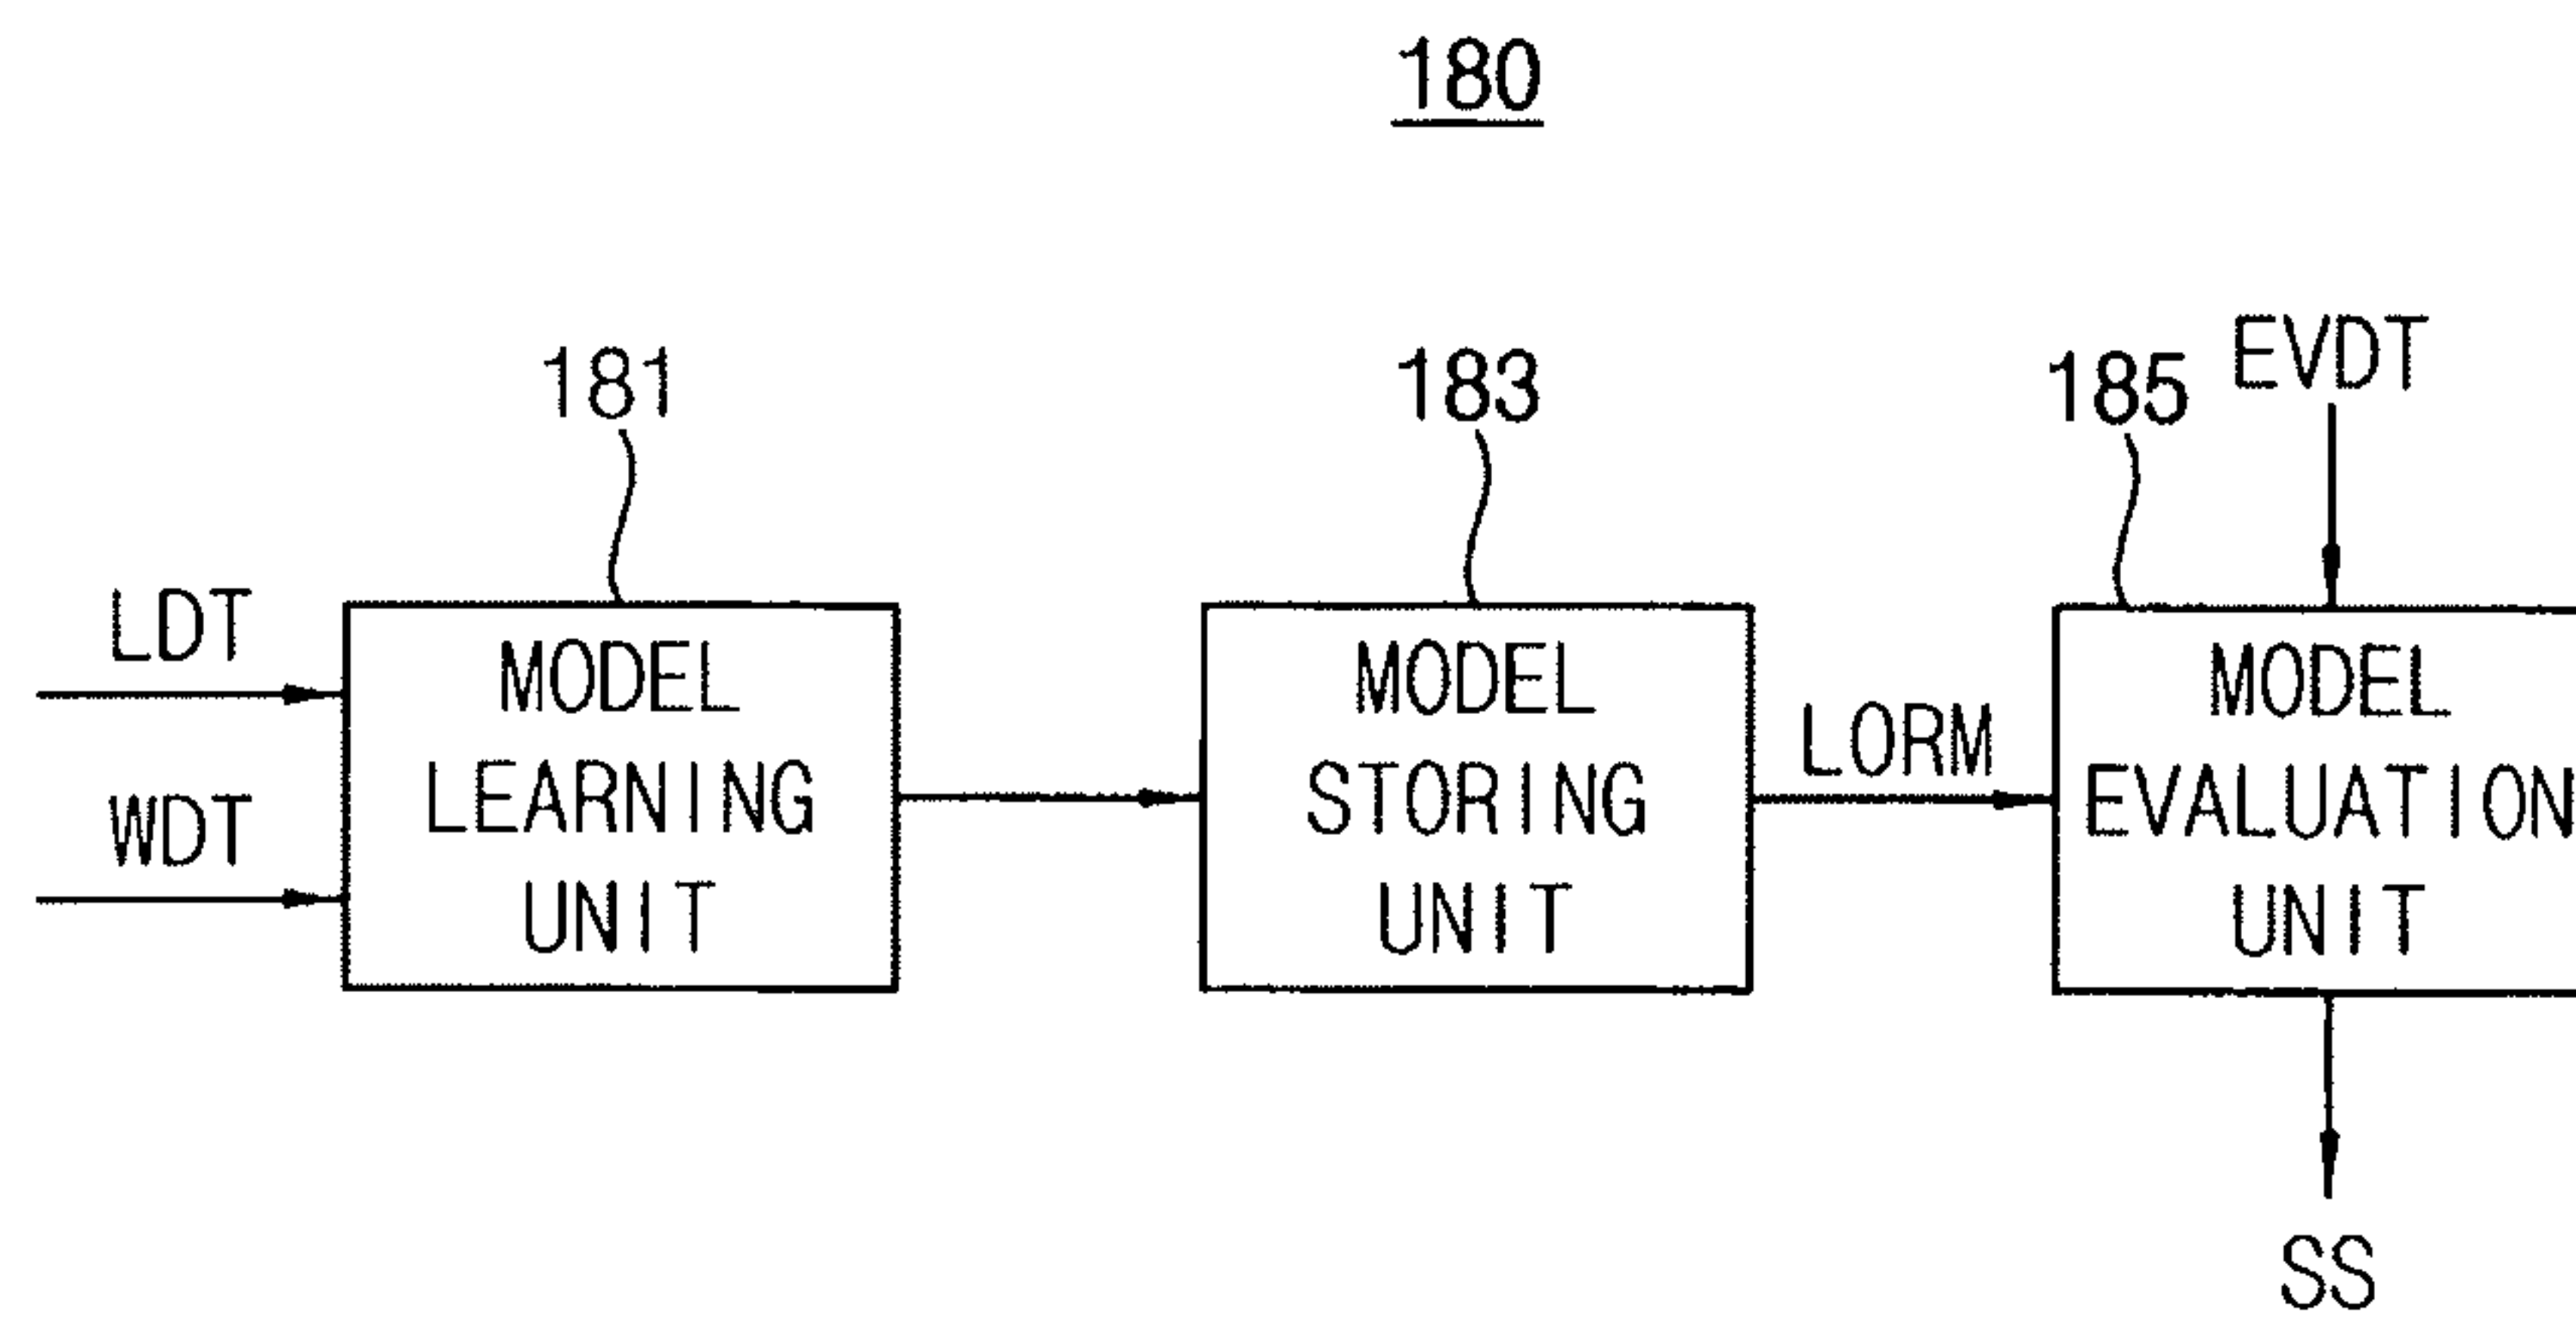 180
181
183
185
EVDT
LDT
WDT
MODEL
LEARNING
UNIT
MODEL
STORING
UNIT
LORM
MODEL
EVALUATION
UNIT
SS